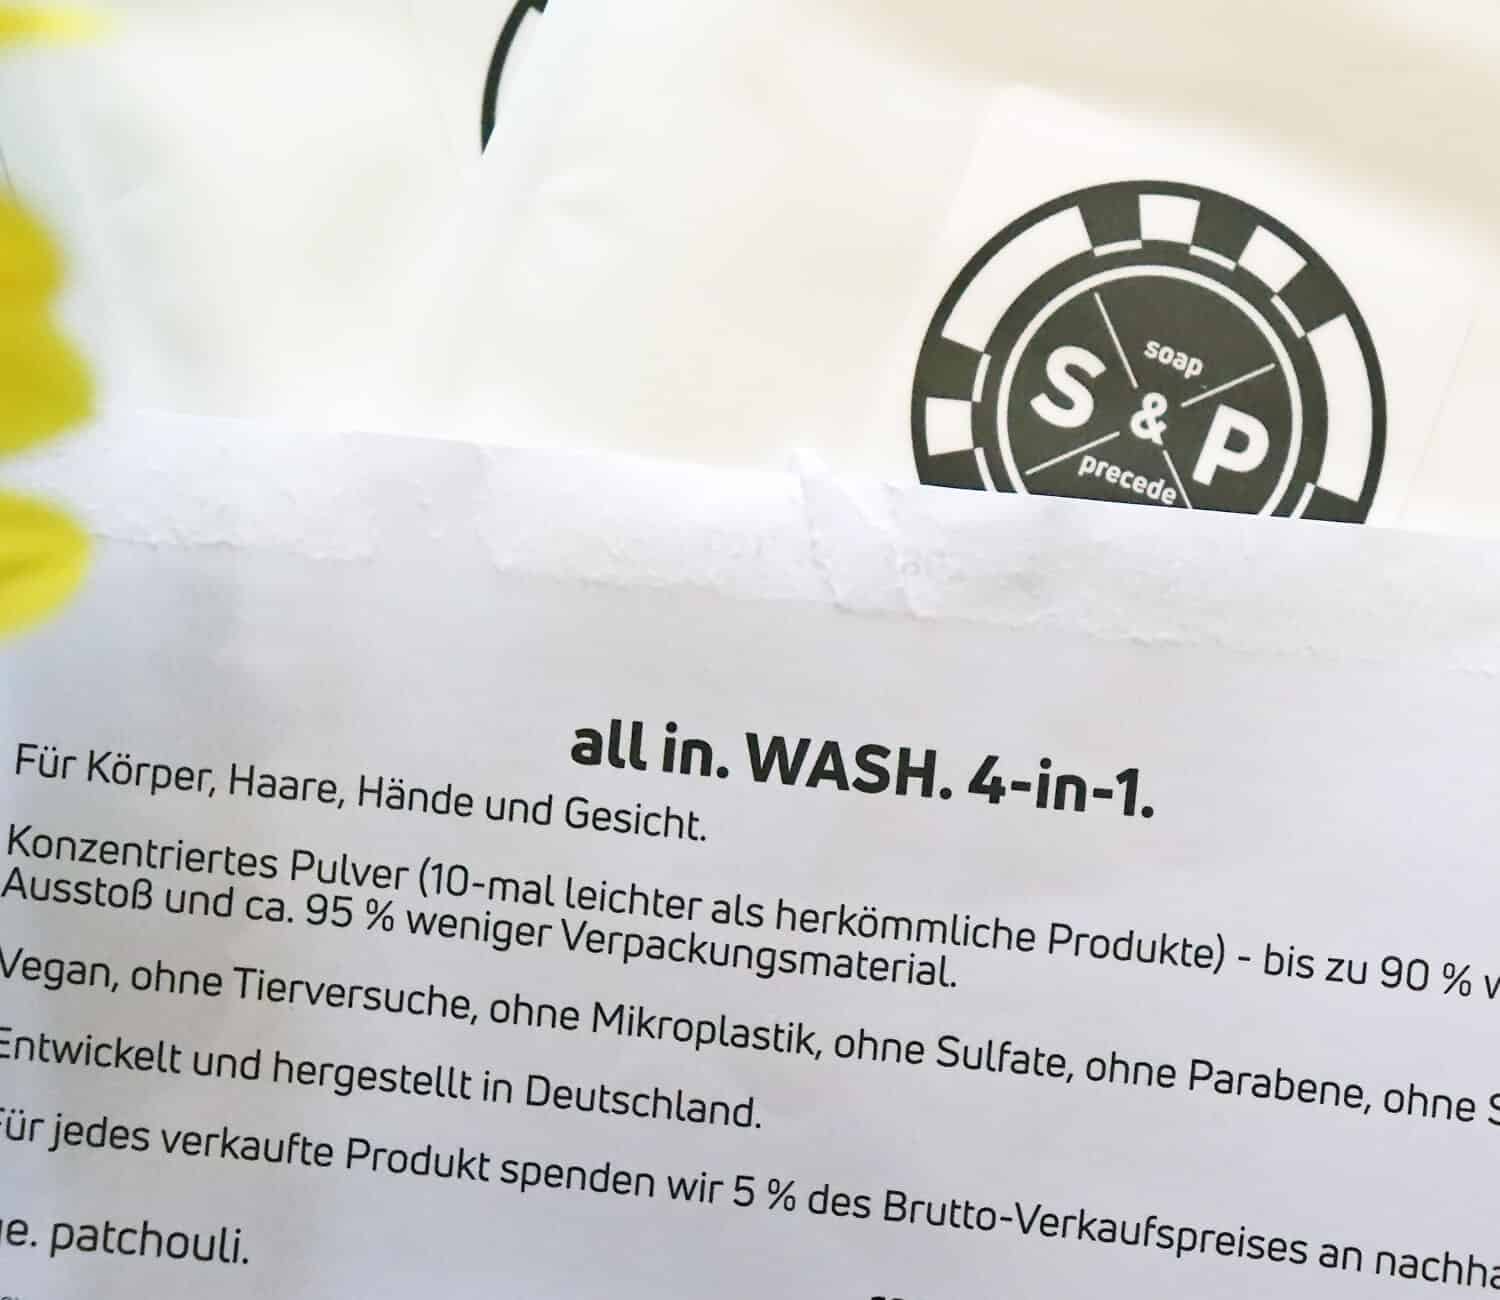 soap
S & P
precede
all in. WASH. 4-in-1.
Für Körper, Haare, Hände und Gesicht.
Konzentriertes Pulver (10-mal leichter als herkömmliche Produkte) - bis zu 90 %
Ausstoß und ca. 95 % weniger Verpackungsmaterial.
Vegan, ohne Tierversuche, ohne Mikroplastik, ohne Sulfate, ohne Parabene, ohne
Entwickelt und hergestellt in Deutschland.
Für jedes verkaufte Produkt spenden wir 5 % des Brutto-Verkaufspreises an
patchouli.